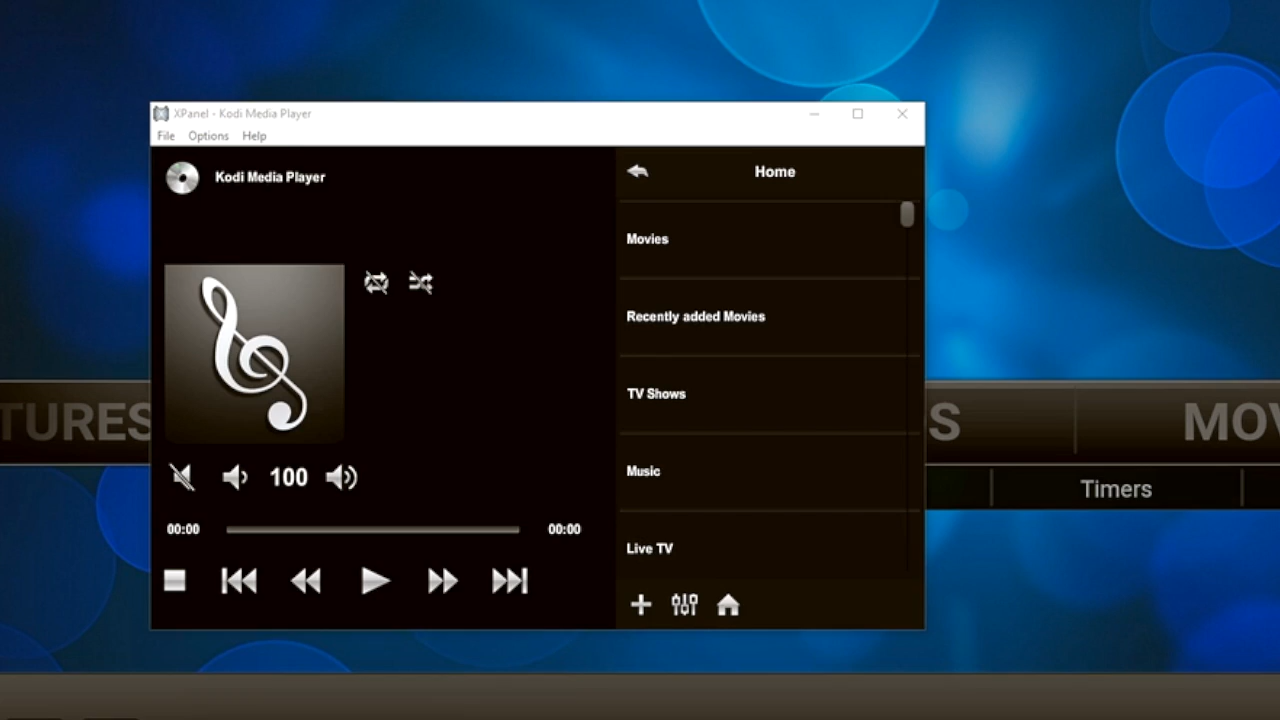 XPanel - Kodi Media Player
File Options Help
Kodi Media Player
Home
Movies
Recently added Movies
TV Shows
TURES
S
MOV
Music
100
Timers
00:00 00:00
Live TV